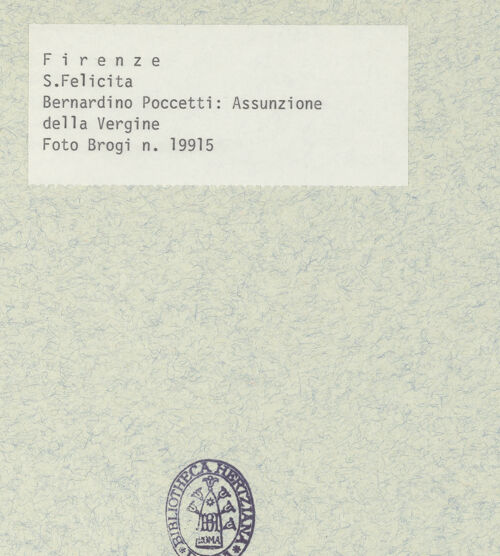 F i r e n z e
S.Felicita
Bernardino Poccetti: Assunzione
della Vergine
Foto Brogi n. 19915
BIBLIOTHECA HERTZIANA
ROMA